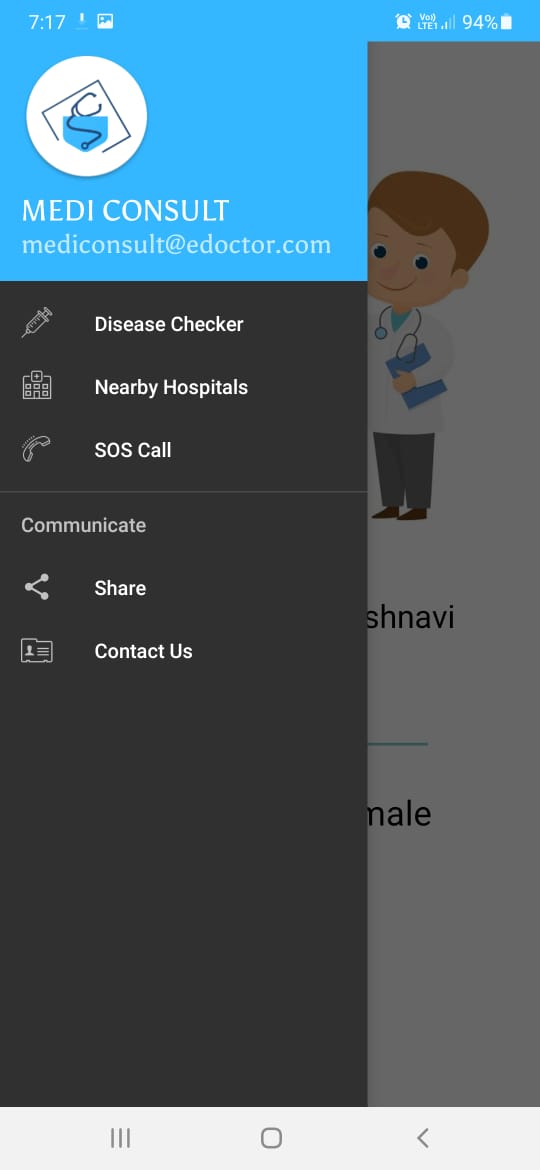 7:17 Vo)) LTE1 94%
MEDI CONSULT
mediconsult@edoctor.com
Disease Checker
Nearby Hospitals
SOS Call
Communicate
Share
Contact Us
shnavi
male